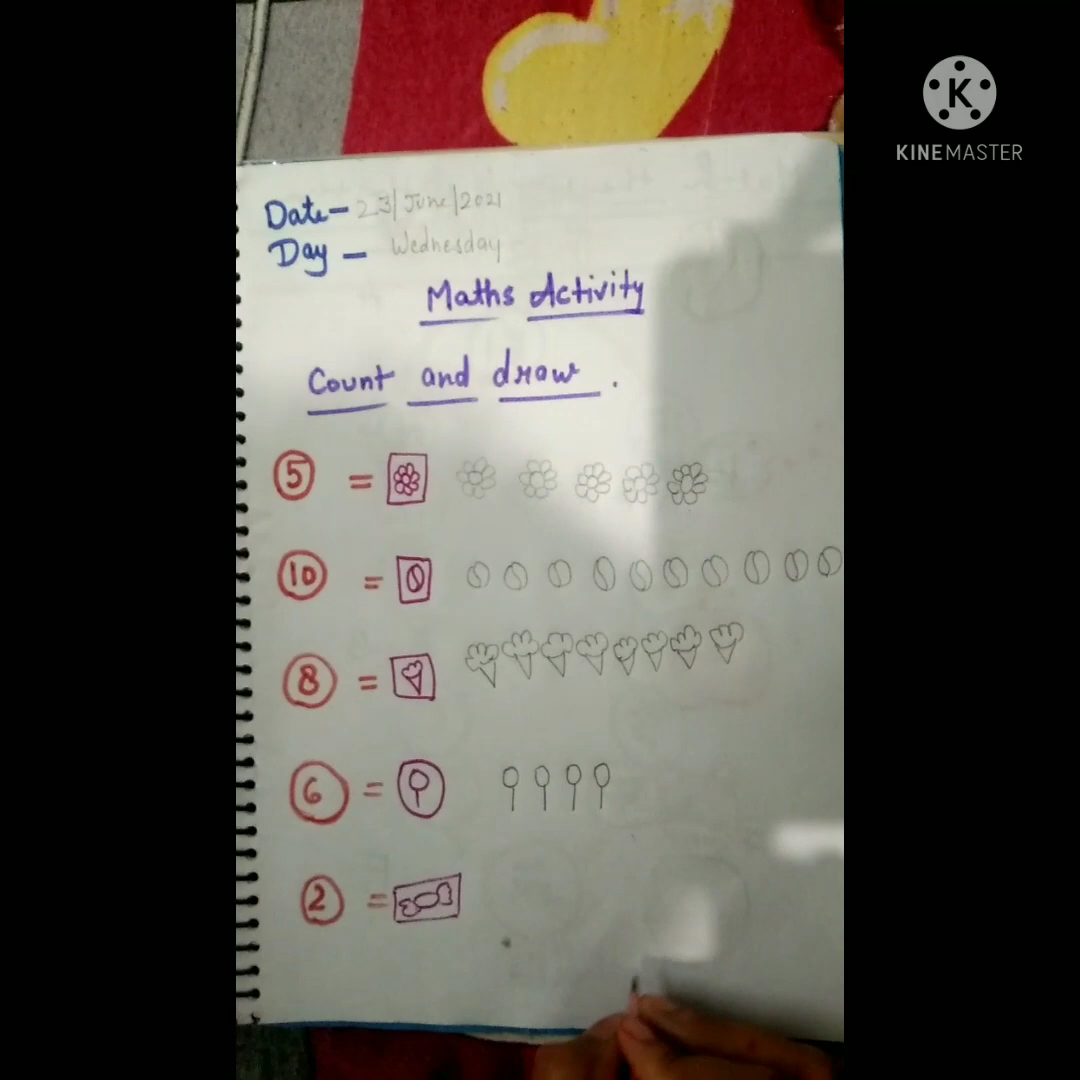 K
KINEMASTER
Date- 23/June/2021
Day - Wednesday
Maths Activity
Count and draw.
5 =
10 =
8 =
6 =
2 =